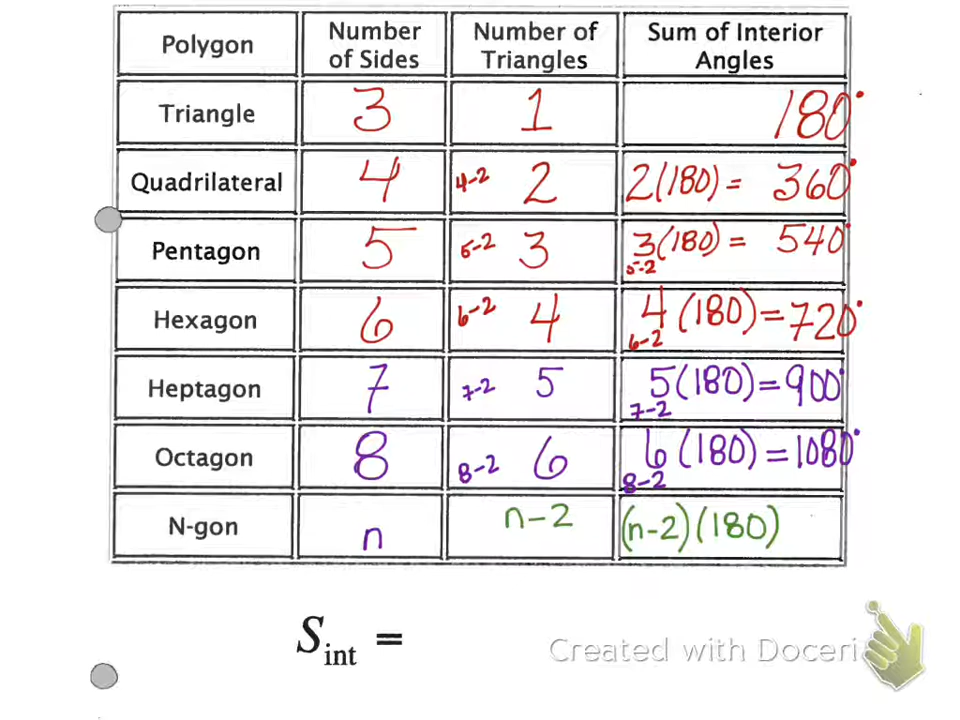 Polygon
Number of Sides
Number of Triangles
Sum of Interior Angles
Triangle 3 1 180°
Quadrilateral 4 4-2 2 2(180) = 360°
Pentagon 5 5-2 3 3(180) = 540°
5-2
Hexagon 6 6-2 4 4(180) = 720°
6-2
Heptagon 7 7-2 5 5(180) = 900°
7-2
Octagon 8 8-2 6 6(180) = 1080°
8-2
N-gon n n-2 (n-2)(180)
S int =
Created with Doceri